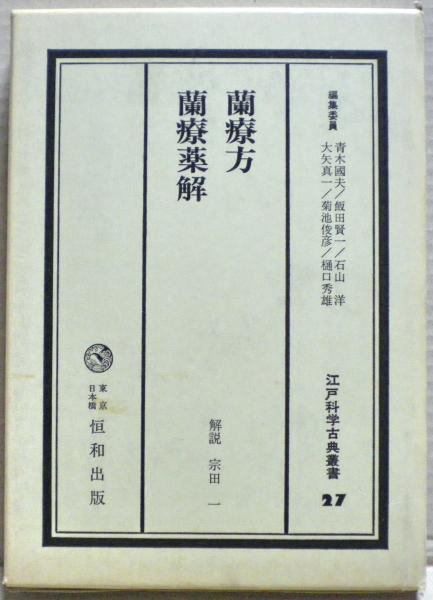 編集委員
青木國夫／飯田賢一／石山　洋
大矢真一／菊池俊彦／樋口秀雄
江戸科学古典叢書
27
蘭療方
蘭療薬解
解説　宗田　一
東京
日本橋
恒和出版